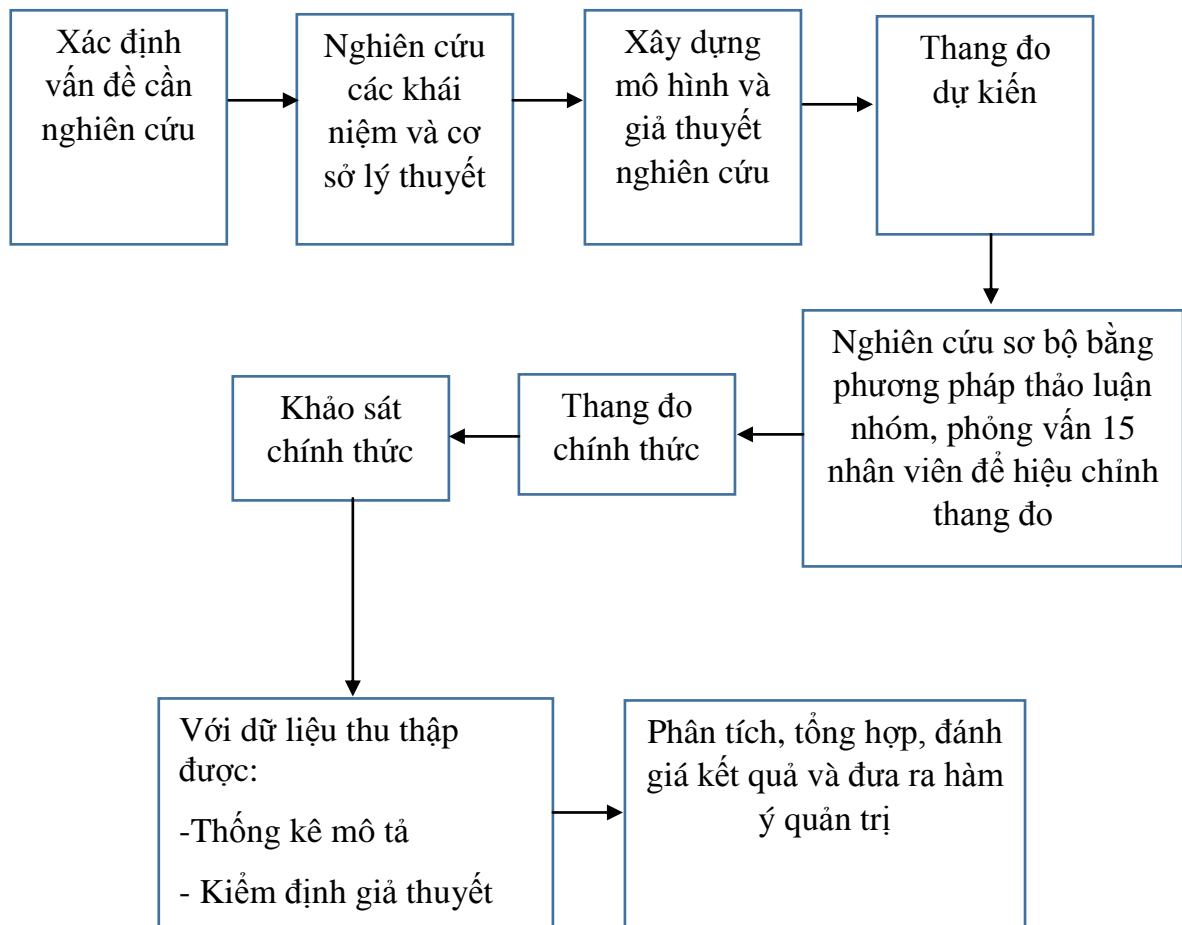 Xác định
vấn đề cần
nghiên cứu
Nghiên cứu
các khái
niệm và cơ
sở lý thuyết
Xây dựng
mô hình và
giả thuyết
nghiên cứu
Thang đo
dự kiến
Nghiên cứu sơ bộ bằng
phương pháp thảo luận
nhóm, phỏng vấn 15
nhân viên để hiệu chỉnh
thang đo
Thang đo
chính thức
Khảo sát
chính thức
Với dữ liệu thu thập
được:
-Thống kê mô tả
- Kiểm định giả thuyết
Phân tích, tổng hợp, đánh
giá kết quả và đưa ra hàm
ý quản trị